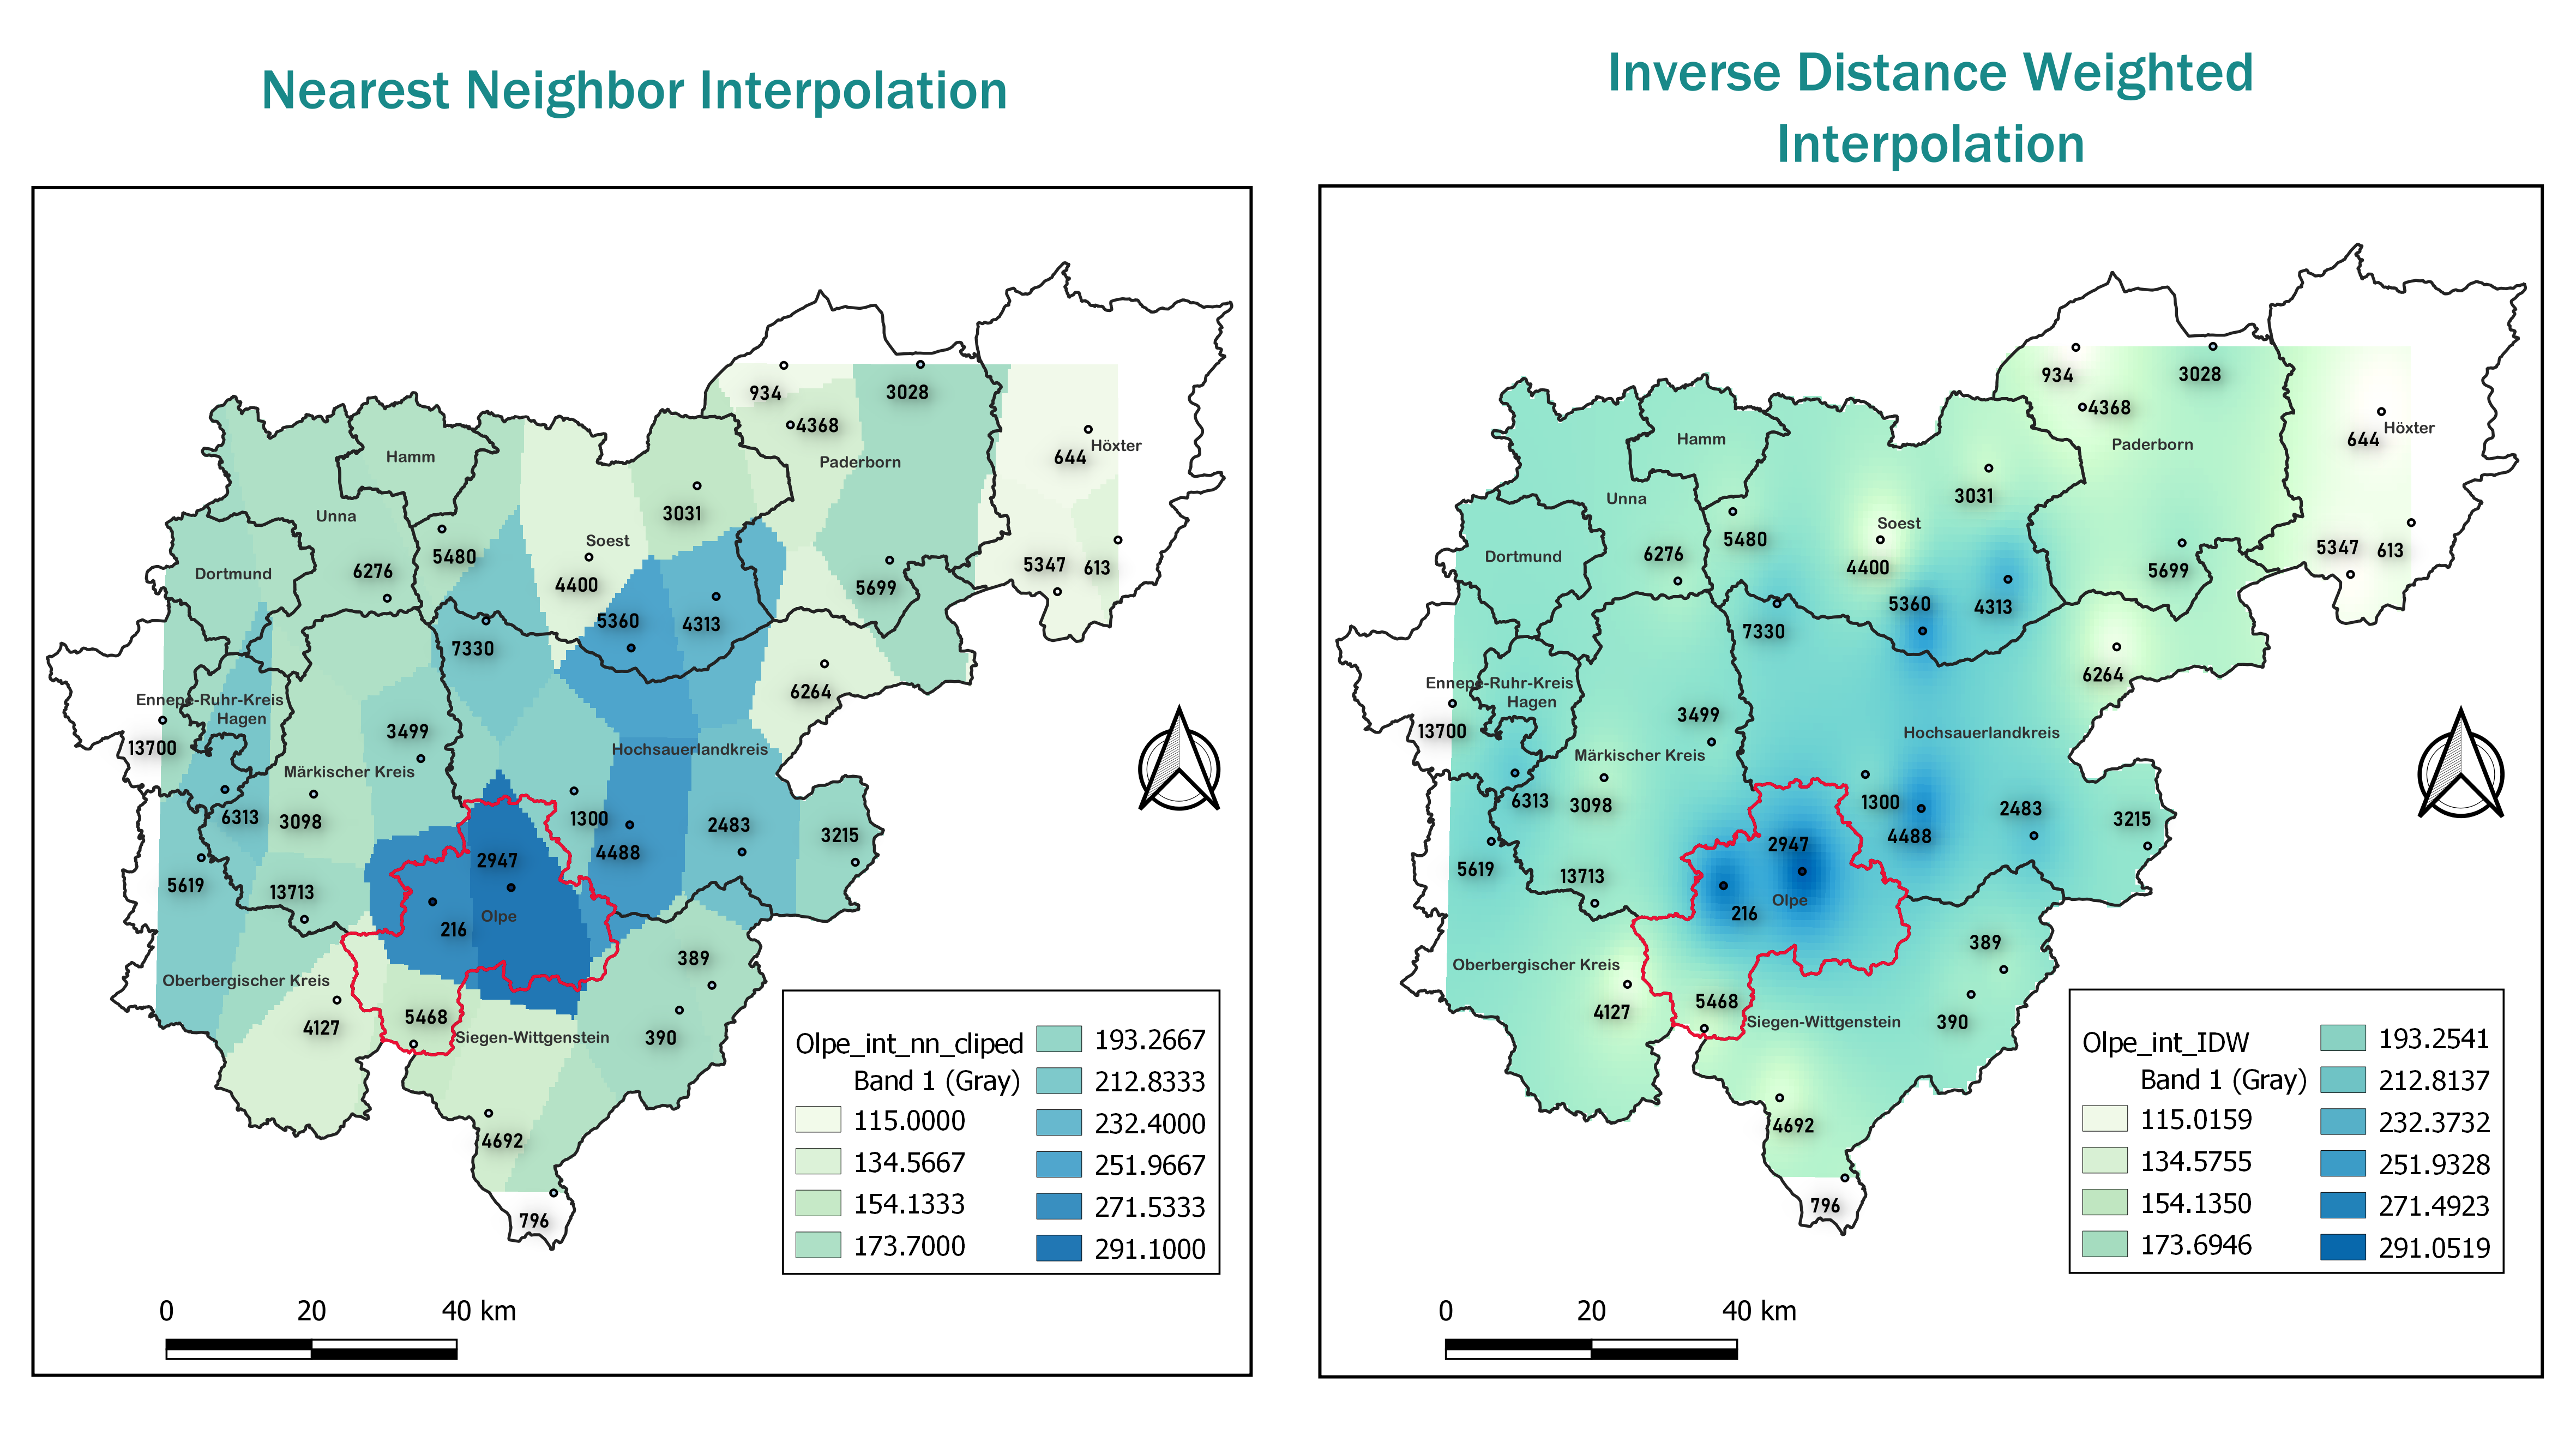 Nearest Neighbor Interpolation
934
3028
4368
644
Höxter
Hamm
Paderborn
3031
Unna
Soest
5480
Dortmund
6276
4400
5347
613
5699
5360
4313
7330
6264
Ennepe-Ruhr-Kreis
Hagen
3499
13700
Hochsauerlandkreis
Märkischer Kreis
6313
3098
1300
2483
3215
4488
2947
5619
13713
Olpe
216
389
Oberbergischer Kreis
4127
5468
Siegen-Wittgenstein
390
4692
796
Olpe_int_nn_cliped
Band 1 (Gray)
115.0000
134.5667
154.1333
173.7000
193.2667
212.8333
232.4000
251.9667
271.5333
291.1000
0 20 40 km
Inverse Distance Weighted
Interpolation
934
3028
4368
644
Höxter
Hamm
Paderborn
3031
Unna
Soest
5480
Dortmund
6276
4400
5347
613
5699
5360
4313
7330
6264
Ennepe-Ruhr-Kreis
Hagen
3499
13700
Hochsauerlandkreis
Märkischer Kreis
6313
3098
1300
2483
3215
4488
2947
5619
13713
Olpe
216
389
Oberbergischer Kreis
4127
5468
Siegen-Wittgenstein
390
4692
796
Olpe_int_IDW
Band 1 (Gray)
115.0159
134.5755
154.1350
173.6946
193.2541
212.8137
232.3732
251.9328
271.4923
291.0519
0 20 40 km